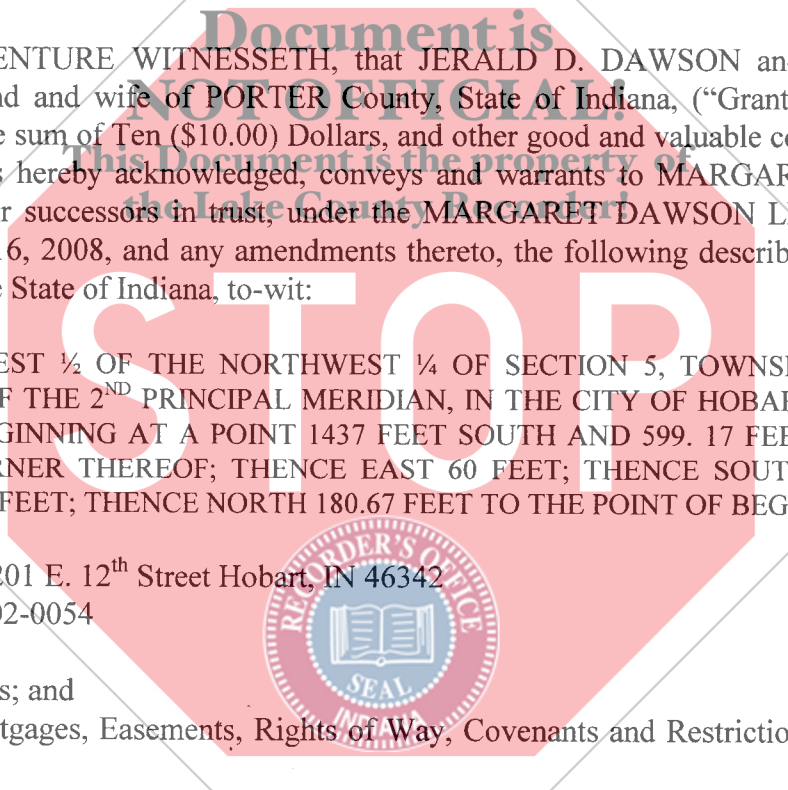 Document is
ENTURE WITNESSETH, that JERALD D. DAWSON an
NOT OFFICIAL!
nd and wife of PORTER County, State of Indiana, (“Grant
e sum of Ten ($10.00) Dollars, and other good and valuable co
This Document is the property of
s hereby acknowledged, conveys and warrants to MARGAR
the Lake County Recorder!
r successors in trust, under the MARGARET DAWSON LI
16, 2008, and any amendments thereto, the following describ
e State of Indiana, to-wit:
STOP
EST ½ OF THE NORTHWEST ¼ OF SECTION 5, TOWNS
F THE 2ND PRINCIPAL MERIDIAN, IN THE CITY OF HOBAR
GINNING AT A POINT 1437 FEET SOUTH AND 599. 17 FEE
RNER THEREOF; THENCE EAST 60 FEET; THENCE SOUT
FEET; THENCE NORTH 180.67 FEET TO THE POINT OF BEG
RECORDER'S OFFICE
201 E. 12th Street Hobart, IN 46342
02-0054
SEAL
INDIANA
s; and
tgages, Easements, Rights of Way, Covenants and Restrictio